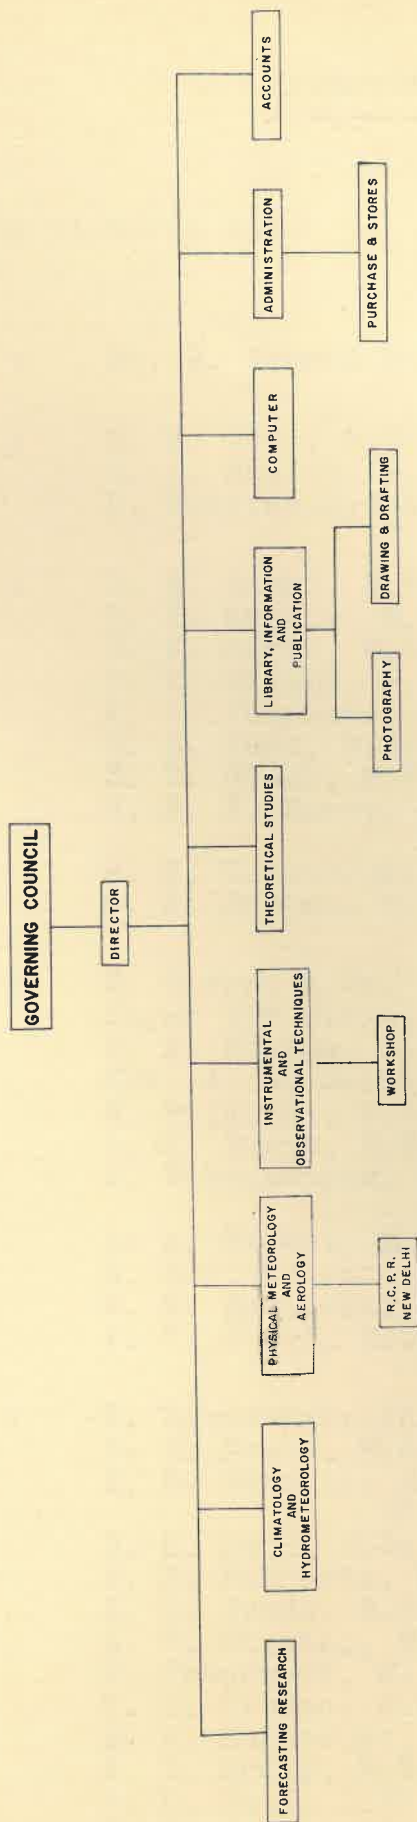 GOVERNING COUNCIL
DIRECTOR
FORECASTING RESEARCH
CLIMATOLOGY
AND
HYDROMETEOROLOGY
PHYSICAL METEOROLOGY
AND
AEROLOGY
INSTRUMENTAL
AND
OBSERVATIONAL TECHNIQUES
THEORETICAL STUDIES
LIBRARY, INFORMATION
AND
PUBLICATION
COMPUTER
ADMINISTRATION
ACCOUNTS
R.C.P.R.
NEW DELHI
WORKSHOP
PHOTOGRAPHY
DRAWING & DRAFTING
PURCHASE & STORES